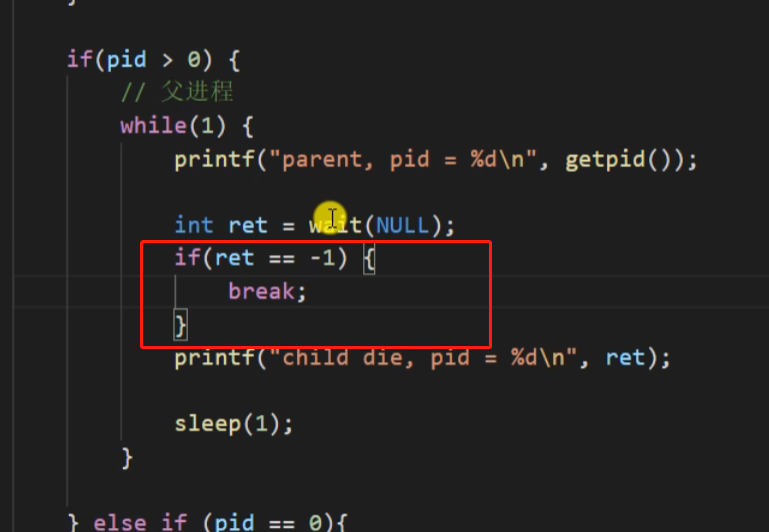 }
if(pid > 0) {
// 父进程
while(1) {
printf("parent, pid = %d\n", getpid());
int ret = wait(NULL);
if(ret == -1) {
break;
}
printf("child die, pid = %d\n", ret);
sleep(1);
}
} else if (pid == 0){